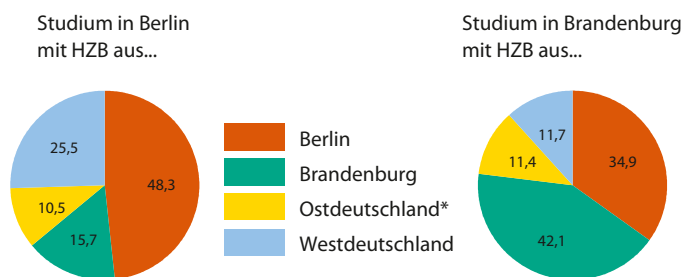 Studium in Berlin
mit HZB aus...
25,5
48,3
10,5
15,7
Berlin
Brandenburg
Ostdeutschland*
Westdeutschland
Studium in Brandenburg
mit HZB aus...
11,7
34,9
11,4
42,1